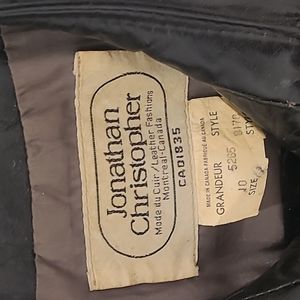 Jonathan
Christopher
Mode du Cuir/Leather Fashions
Montreal-Canada
CA01835
MADE IN CANADA FABRIQUÉ AU CANADA
GRANDEUR STYLE
5265
10
SIZE